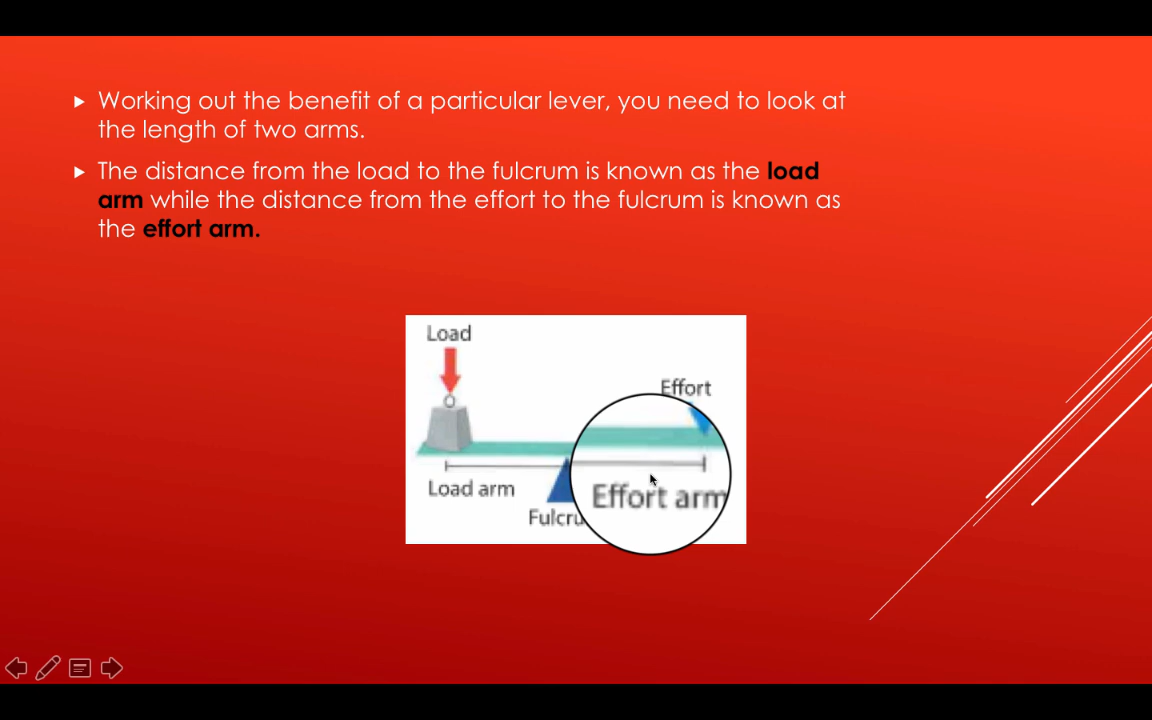 Working out the benefit of a particular lever, you need to look at
the length of two arms.
The distance from the load to the fulcrum is known as the load
arm while the distance from the effort to the fulcrum is known as
the effort arm.
Load
Effort
Load arm
Effort arm
Fulcru